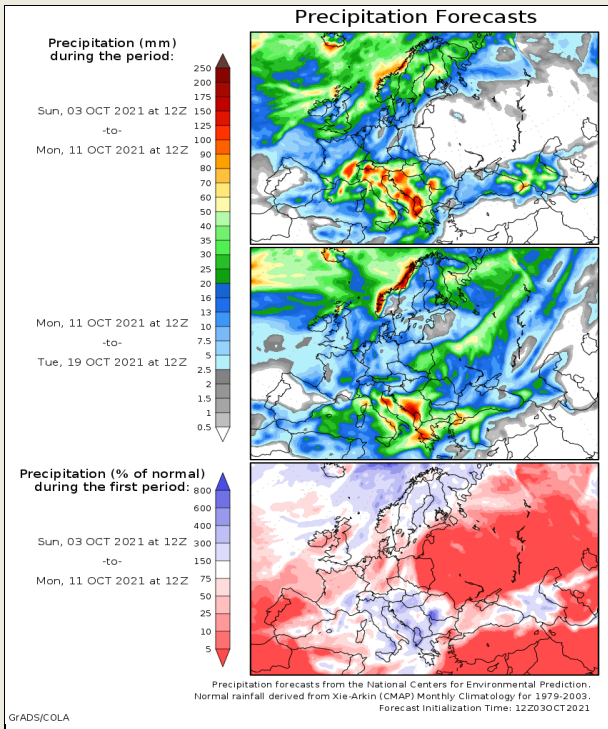 Precipitation Forecasts
Precipitation (mm)
during the period:
Sun, 03 OCT 2021 at 12Z
-to-
Mon, 11 OCT 2021 at 12Z
250
200
175
150
125
100
90
80
70
60
50
40
35
30
25
20
16
13
10
7.5
5
2.5
2
1.5
1
0.5
Mon, 11 OCT 2021 at 12Z
-to-
Tue, 19 OCT 2021 at 12Z
Precipitation (% of normal)
during the first period:
Sun, 03 OCT 2021 at 12Z
-to-
Mon, 11 OCT 2021 at 12Z
800
600
400
300
150
75
50
25
10
5
Precipitation forecasts from the National Centers for Environmental Prediction.
Normal rainfall derived from Xie-Arkin (CMAP) Monthly Climatology for 1979-2003.
Forecast Initialization Time: 12Z03OCT2021
GrADS/COLA